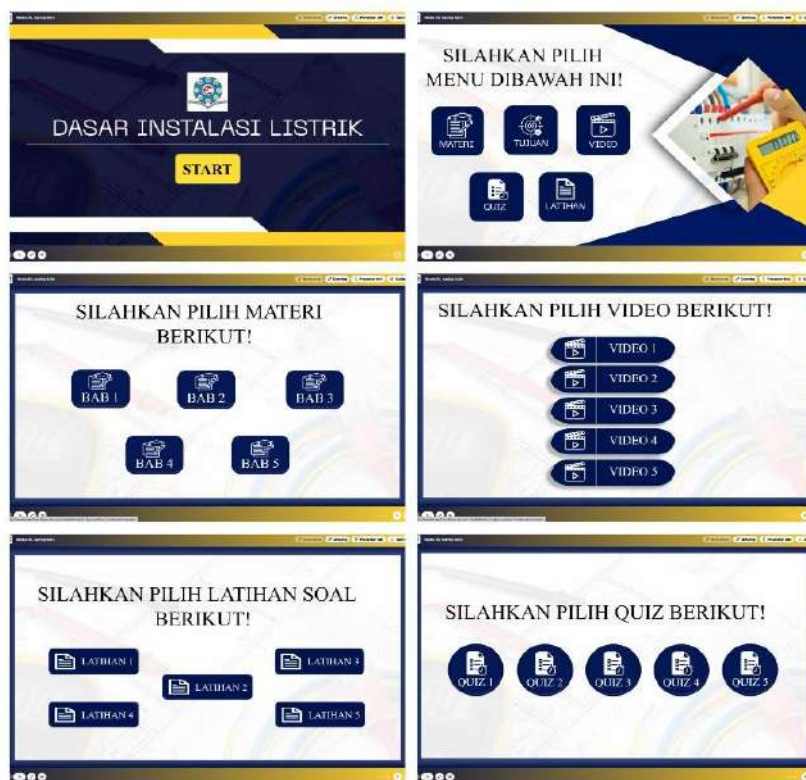 DASAR INSTALASI LISTRIK
START
SILAHKAN PILIH
MENU DIBAWAH INI!
MATERI
TUJUAN
VIDEO
QUIZ
LATIHAN
SILAHKAN PILIH MATERI
BERIKUT!
BAB 1
BAB 2
BAB 3
BAB 4
BAB 5
SILAHKAN PILIH VIDEO BERIKUT!
VIDEO 1
VIDEO 2
VIDEO 3
VIDEO 4
VIDEO 5
SILAHKAN PILIH LATIHAN SOAL
BERIKUT!
LATIHAN 1
LATIHAN 3
LATIHAN 2
LATIHAN 4
LATIHAN 5
SILAHKAN PILIH QUIZ BERIKUT!
QUIZ 1
QUIZ 2
QUIZ 3
QUIZ 4
QUIZ 5